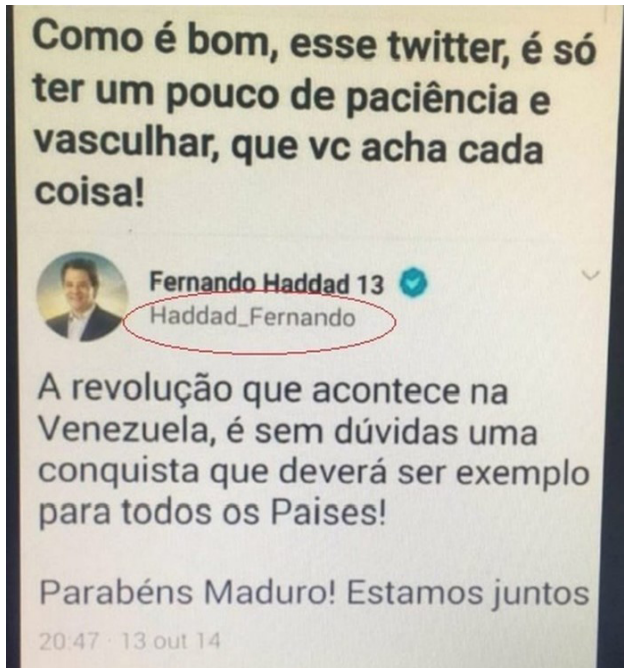 Como é bom, esse twitter, é só
ter um pouco de paciência e
vasculhar, que vc acha cada
coisa!
Fernando Haddad 13
Haddad_Fernando
A revolução que acontece na
Venezuela, é sem dúvidas uma
conquista que deverá ser exemplo
para todos os Paises!
Parabéns Maduro! Estamos juntos
20:47 · 13 out 14